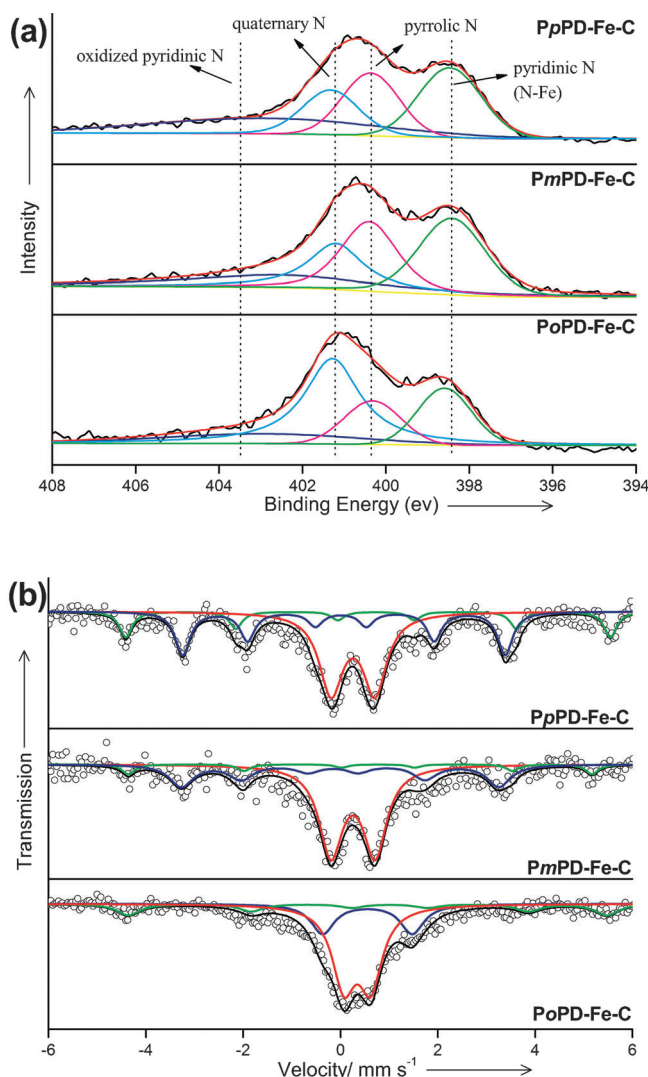 (a)
PpPD-Fe-C
quaternary N
pyrrolic N
oxidized pyridinic N
pyridinic N
(N-Fe)
PmPD-Fe-C
Intensity
PoPD-Fe-C
408 406 404 402 400 398 396 394
Binding Energy (ev)
(b)
PpPD-Fe-C
Transmission
PmPD-Fe-C
PoPD-Fe-C
-6 -4 -2 0 2 4 6
Velocity/ mm s⁻¹